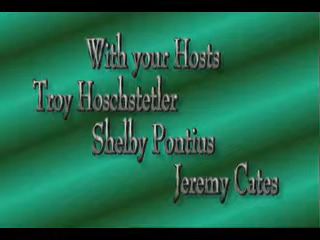 With your Hosts
Troy Hoschstetler
Shelby Pontius
Jeremy Cates